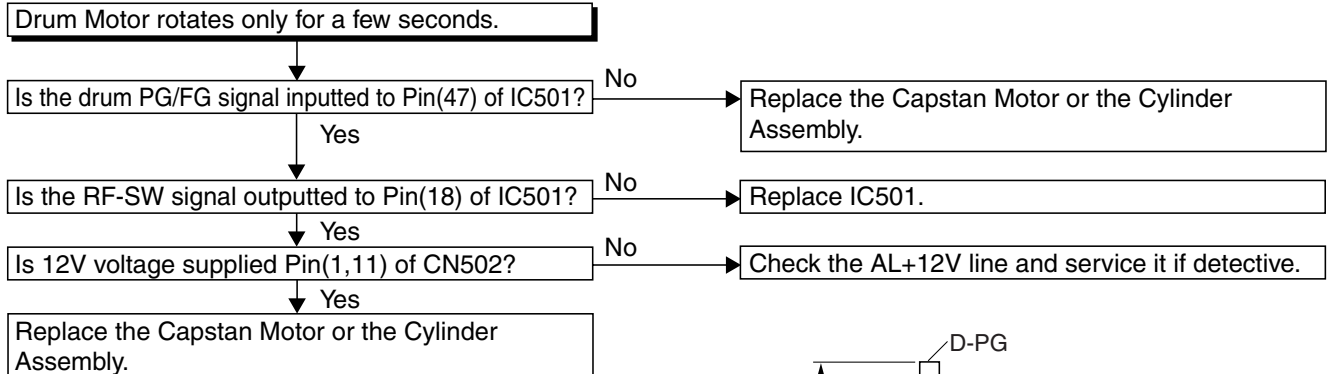 Drum Motor rotates only for a few seconds.
Is the drum PG/FG signal inputted to Pin(47) of IC501?
No
Replace the Capstan Motor or the Cylinder
Assembly.
Yes
Is the RF-SW signal outputted to Pin(18) of IC501?
No
Replace IC501.
Yes
Is 12V voltage supplied Pin(1,11) of CN502?
No
Check the AL+12V line and service it if detective.
Yes
Replace the Capstan Motor or the Cylinder
Assembly.
D-PG